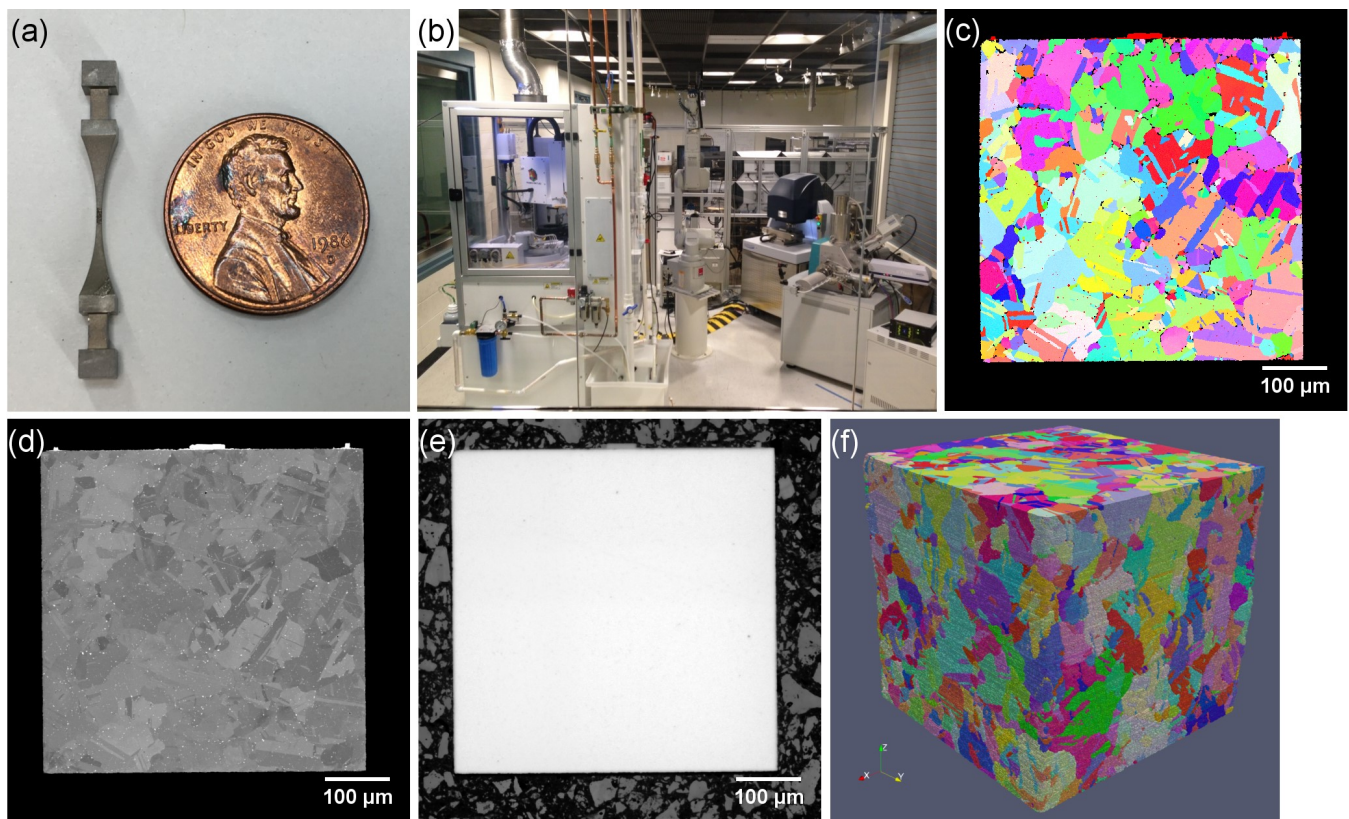 (a)
IN GOD WE TRUST
LIBERTY
1980
D
(b)
(c)
100 µm
(d)
100 µm
(e)
100 µm
(f)
Z
X
Y